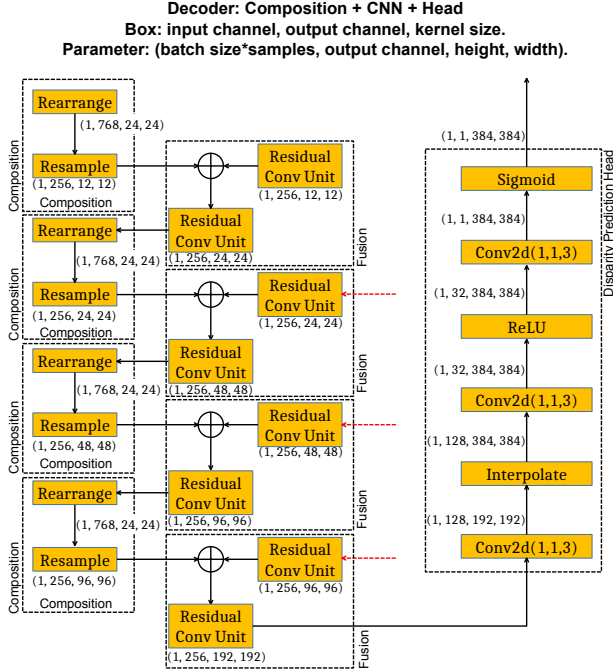 Decoder: Composition + CNN + Head
Box: input channel, output channel, kernel size.
Parameter: (batch size*samples, output channel, height, width).
Composition
Rearrange
(1, 768, 24, 24)
Resample
(1, 256, 12, 12)
Composition
Residual
Conv Unit
(1, 256, 12, 12)
Residual
Conv Unit
(1, 256, 24, 24)
Fusion
Composition
Rearrange
(1, 768, 24, 24)
Resample
(1, 256, 24, 24)
Composition
Residual
Conv Unit
(1, 256, 24, 24)
Residual
Conv Unit
(1, 256, 48, 48)
Fusion
Composition
Rearrange
(1, 768, 24, 24)
Resample
(1, 256, 48, 48)
Composition
Residual
Conv Unit
(1, 256, 48, 48)
Residual
Conv Unit
(1, 256, 96, 96)
Fusion
Composition
Rearrange
(1, 768, 24, 24)
Resample
(1, 256, 96, 96)
Composition
Residual
Conv Unit
(1, 256, 96, 96)
Residual
Conv Unit
(1, 256, 192, 192)
Fusion
(1, 1, 384, 384)
Sigmoid
(1, 1, 384, 384)
Conv2d(1,1,3)
(1, 32, 384, 384)
ReLU
(1, 32, 384, 384)
Conv2d(1,1,3)
(1, 128, 384, 384)
Interpolate
(1, 128, 192, 192)
Conv2d(1,1,3)
Disparity Prediction Head